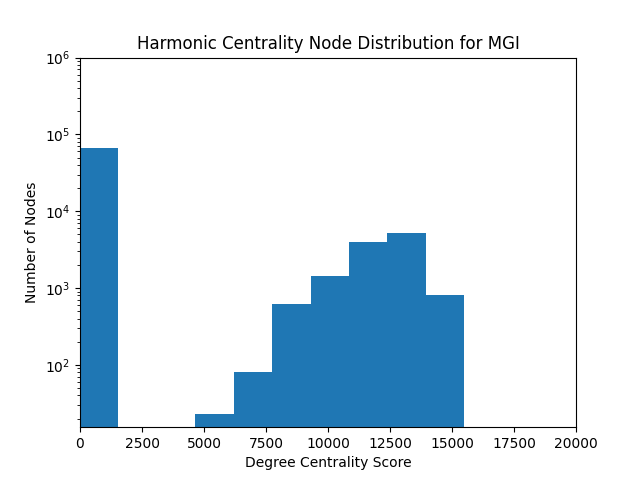 Harmonic Centrality Node Distribution for MGI
10^6
10^5
10^4
10^3
10^2
Number of Nodes
0 2500 5000 7500 10000 12500 15000 17500 20000
Degree Centrality Score